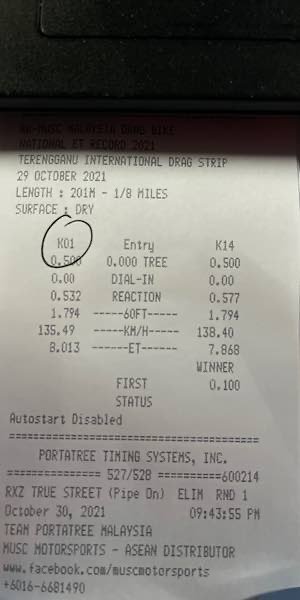 MUSC MALAYSIA DRAG BIKE
NATIONAL ET RECORD 2021
TERENGGANU INTERNATIONAL DRAG STRIP
29 OCTOBER 2021
LENGTH : 201M - 1/8 MILES
SURFACE : DRY
K01 Entry K14
0.500 0.000 TREE 0.500
0.00 DIAL-IN 0.00
0.532 REACTION 0.577
1.794 -----60FT----- 1.794
135.49 -----KM/H----- 138.40
8.013 ------ET------ 7.868
WINNER
FIRST 0.100
STATUS
Autostart Disabled
======================================
PORTATREE TIMING SYSTEMS, INC.
============== 527/528 ==========600214
RXZ TRUE STREET (Pipe On) ELIM RND 1
October 30, 2021 09:43:55 PM
TEAM PORTATREE MALAYSIA
MUSC MOTORSPORTS - ASEAN DISTRIBUTOR
www.facebook.com/muscmotorsports
+6016-6681490